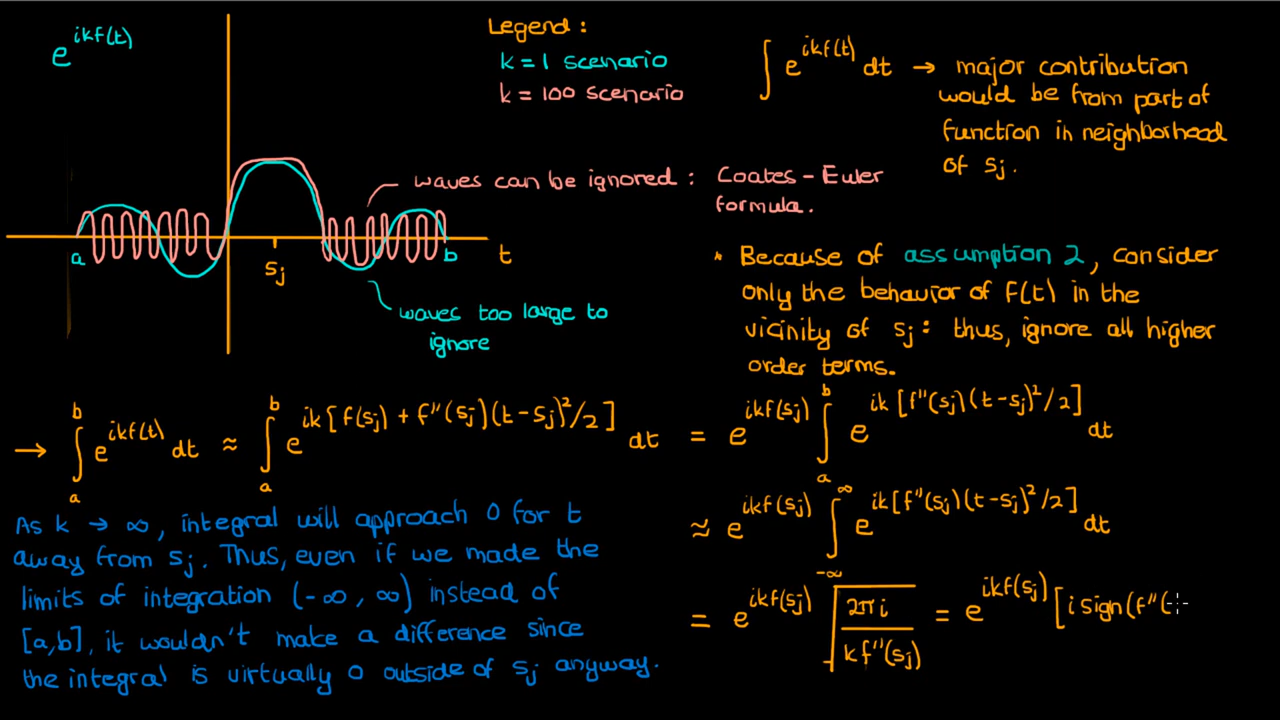 e^{ikf(t)}
Legend:
k = 1 scenario
k = 100 scenario
∫ e^{ikf(t)} dt → major contribution
would be from part of
function in neighborhood
of s_j.
waves can be ignored : Coates - Euler
formula.
a
s_j
b
t
waves too large to
ignore
* Because of assumption 2, consider
only the behavior of f(t) in the
vicinity of s_j : thus, ignore all higher
order terms.
→ ∫_a^b e^{ikf(t)} dt ≈ ∫_a^b e^{ik[f(s_j) + f''(s_j)(t-s_j)^2/2]} dt = e^{ikf(s_j)} ∫_a^b e^{ik[f''(s_j)(t-s_j)^2/2]} dt
≈ e^{ikf(s_j)} ∫_{-∞}^{∞} e^{ik[f''(s_j)(t-s_j)^2/2]} dt
= e^{ikf(s_j)} √(2πi / kf''(s_j)) = e^{ikf(s_j)} [i sign(f''(
As k → ∞, integral will approach 0 for t
away from s_j. Thus, even if we made the
limits of integration (-∞, ∞) instead of
[a,b], it wouldn't make a difference since
the integral is virtually 0 outside of s_j anyway.